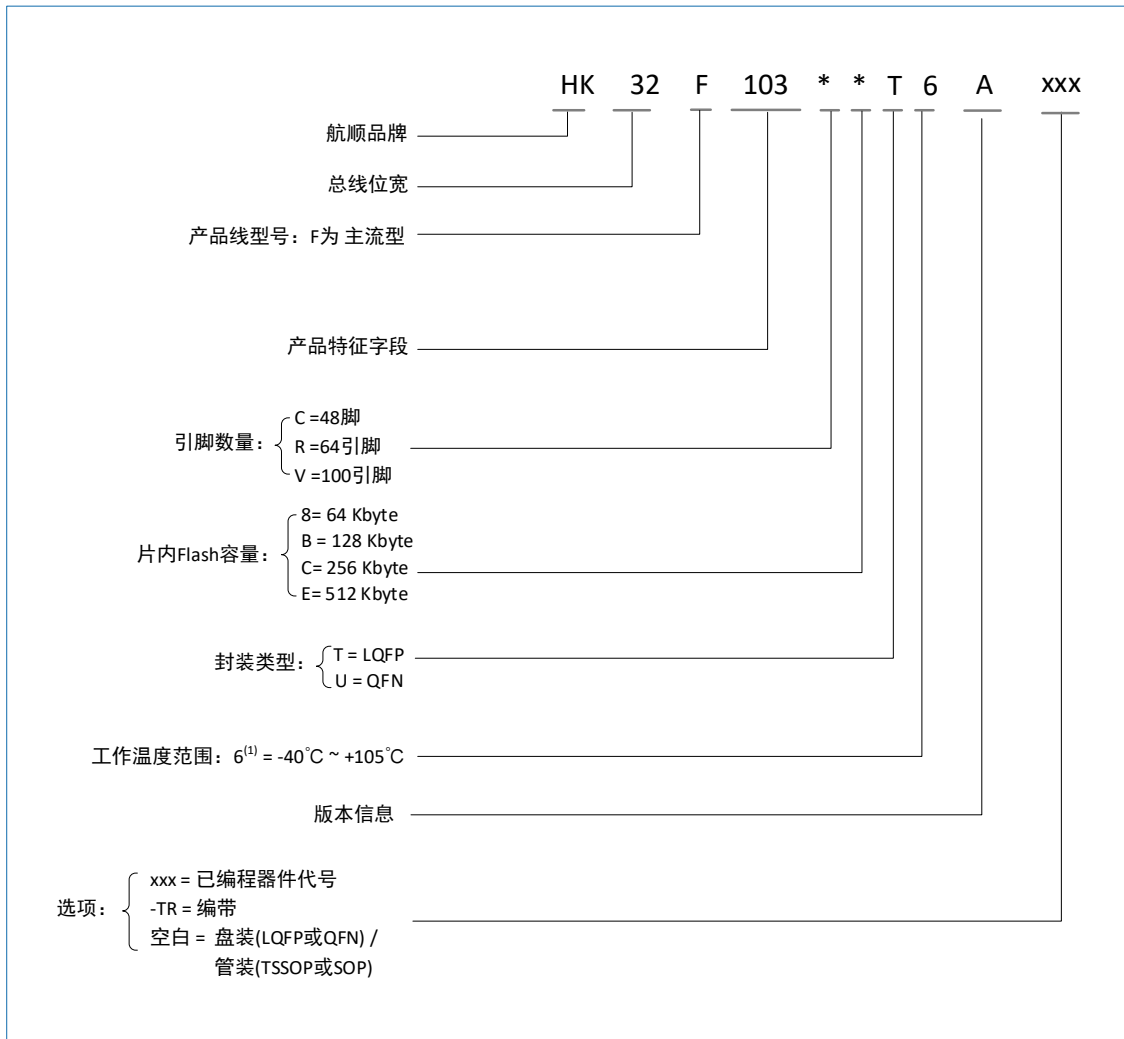 HK 32 F 103 * * T 6 A xxx
航顺品牌
总线位宽
产品线型号：F为 主流型
产品特征字段
引脚数量：
C =48脚
R =64引脚
V =100引脚
片内Flash容量：
8= 64 Kbyte
B = 128 Kbyte
C= 256 Kbyte
E= 512 Kbyte
封装类型：
T = LQFP
U = QFN
工作温度范围：6(1) = -40℃ ~ +105℃
版本信息
选项：
xxx = 已编程器件代号
-TR = 编带
空白 = 盘装(LQFP或QFN) /
管装(TSSOP或SOP)